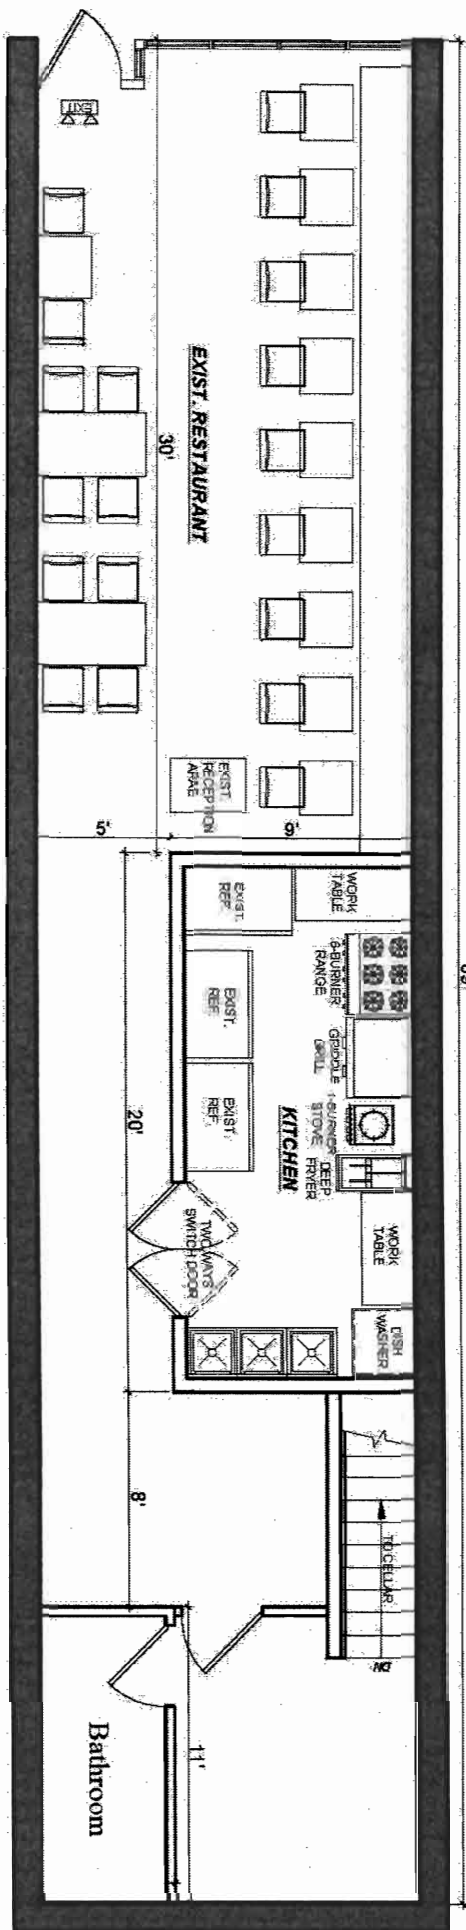 EXIT
EXIST. RESTAURANT
30'
EXIST.
RECEPTION
ARAE
5'
9'
WORK
TABLE
EXIST.
REF.
6-BURNER
RANGE
EXIST.
REF.
GRIDDLE
GRILL
1-BURNER
STOVE
EXIST.
REF.
KITCHEN
DEEP
FRYER
20'
TWO WAYS
SWITCH DOOR
WORK
TABLE
DISH
WASHER
8'
TO CELLAR
DN
11'
Bathroom